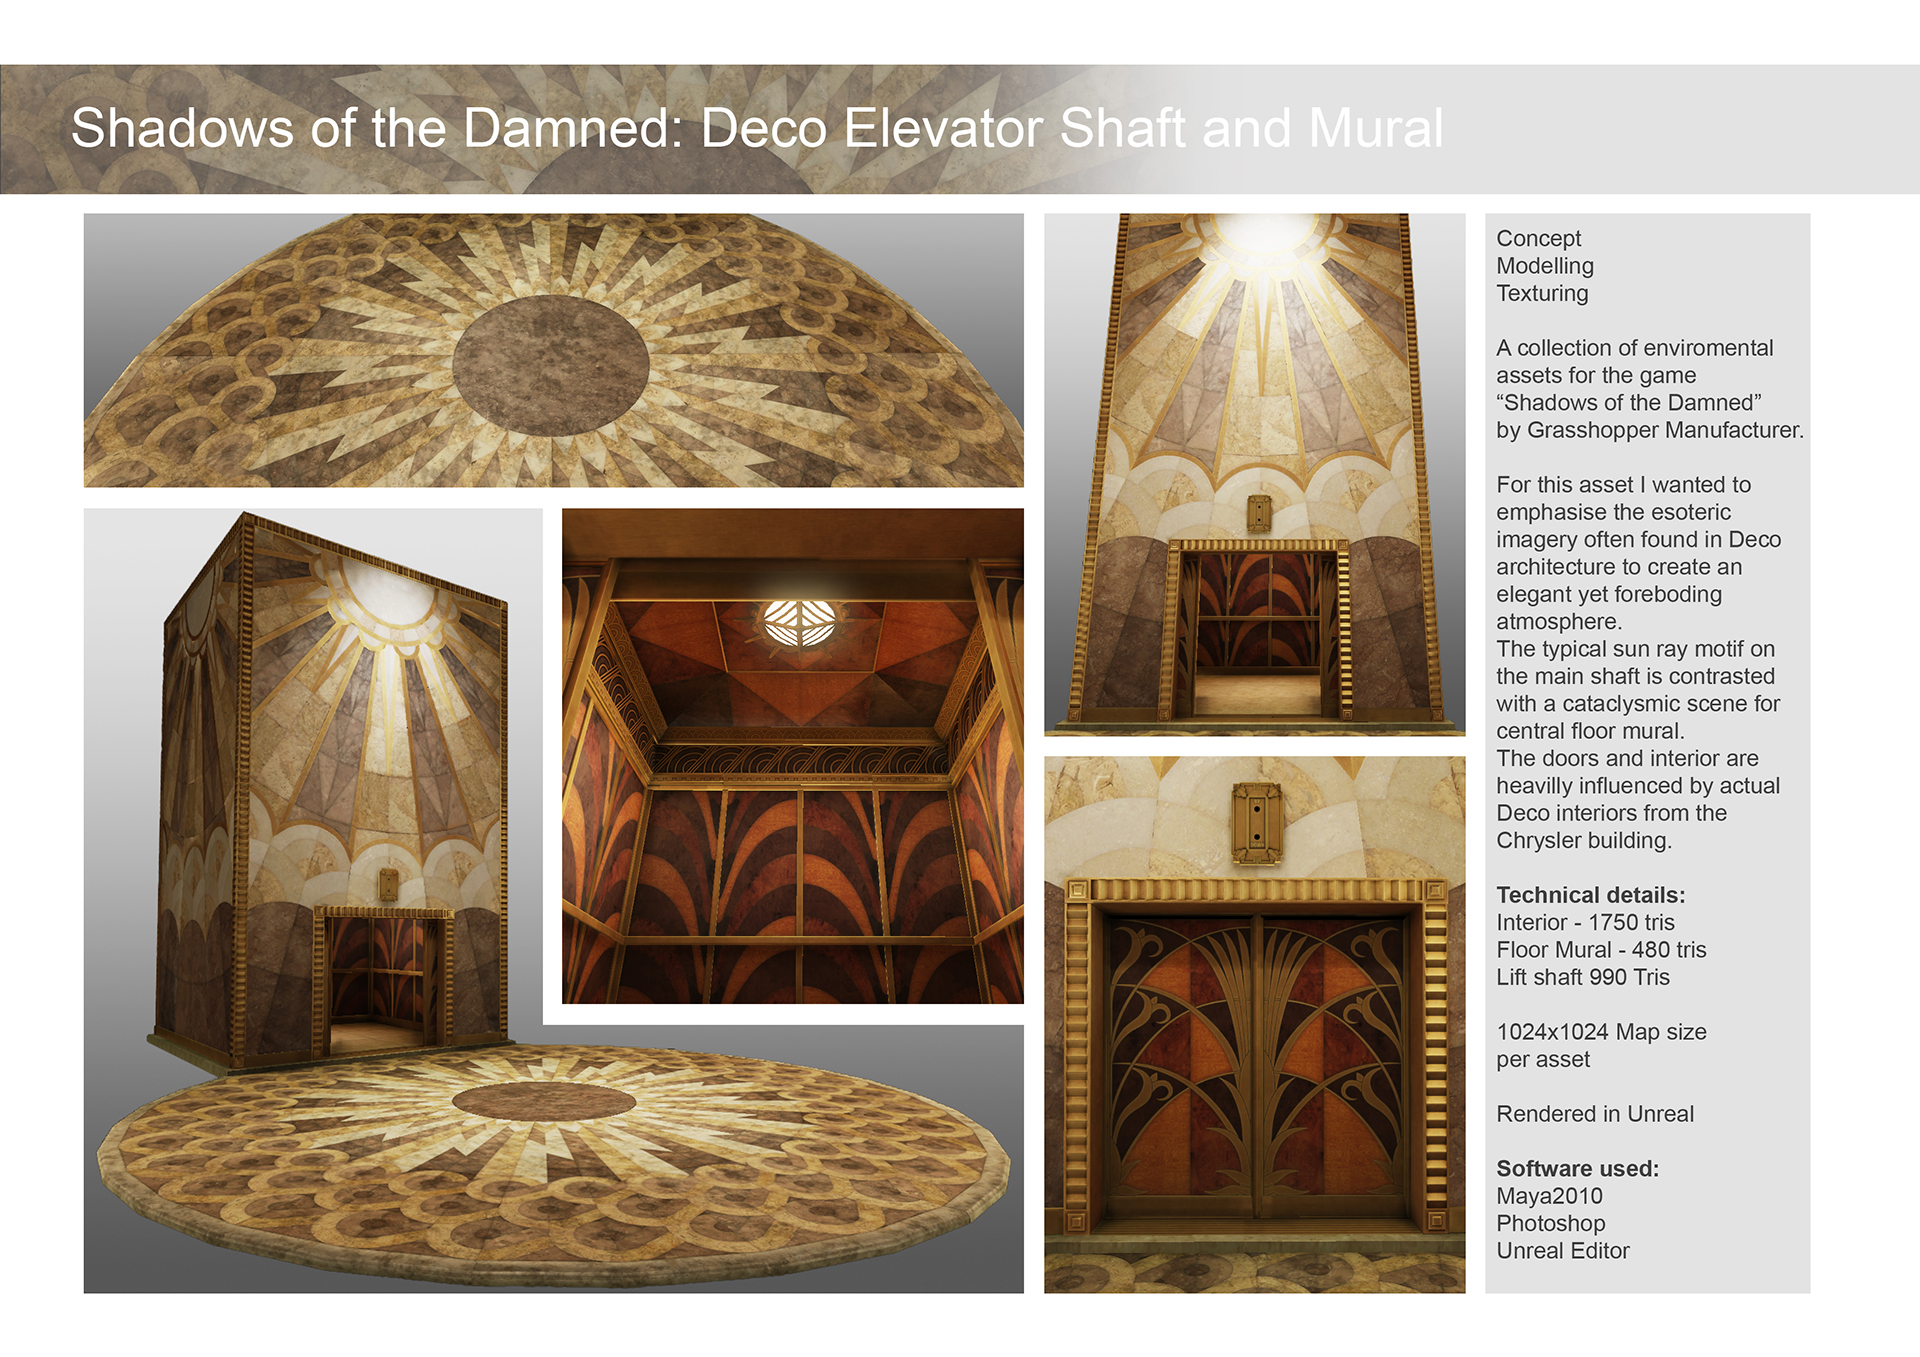 Shadows of the Damned: Deco Elevator Shaft and Mural
Concept
Modelling
Texturing
A collection of enviromental
assets for the game
“Shadows of the Damned”
by Grasshopper Manufacturer.
For this asset I wanted to
emphasise the esoteric
imagery often found in Deco
architecture to create an
elegant yet foreboding
atmosphere.
The typical sun ray motif on
the main shaft is contrasted
with a cataclysmic scene for
central floor mural.
The doors and interior are
heavilly influenced by actual
Deco interiors from the
Chrysler building.
Technical details:
Interior - 1750 tris
Floor Mural - 480 tris
Lift shaft 990 Tris
1024x1024 Map size
per asset
Rendered in Unreal
Software used:
Maya2010
Photoshop
Unreal Editor